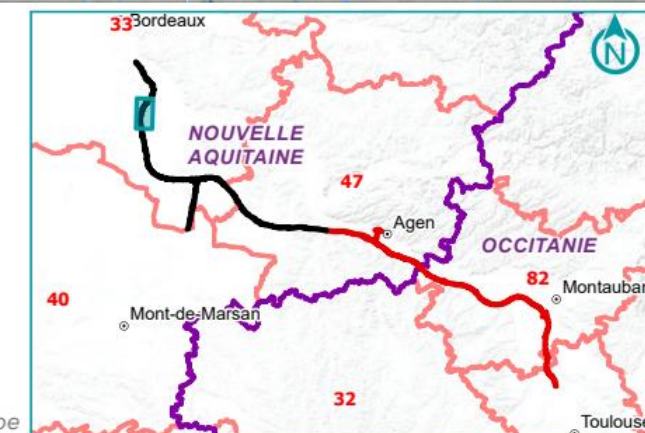 33
Bordeaux
N
NOUVELLE
AQUITAINE
47
Agen
OCCITANIE
82
Montauban
40
Mont-de-Marsan
32
Toulouse